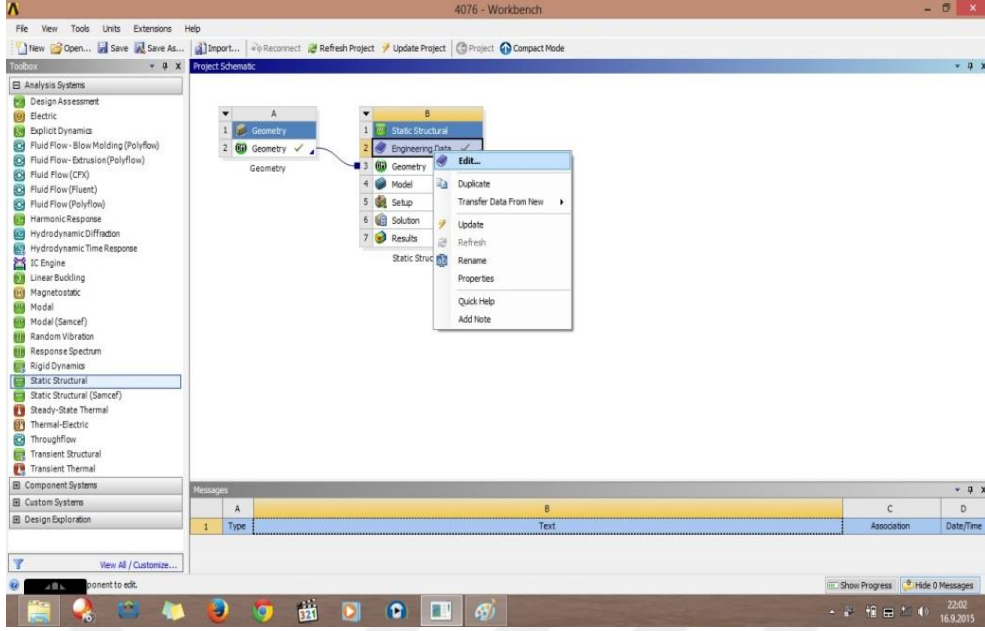 4076 - Workbench
File View Tools Units Extensions Help
New Open... Save Save As... Import... Reconnect Refresh Project Update Project Project Compact Mode
Toolbox
Project Schematic
Analysis Systems
Design Assessment
Electric
Explicit Dynamics
Fluid Flow - Blow Molding (Polyflow)
Fluid Flow - Extrusion (Polyflow)
Fluid Flow (CFX)
Fluid Flow (Fluent)
Fluid Flow (Polyflow)
Harmonic Response
Hydrodynamic Diffraction
Hydrodynamic Time Response
IC Engine
Linear Buckling
Magnetostatic
Modal
Modal (Samcef)
Random Vibration
Response Spectrum
Rigid Dynamics
Static Structural
Static Structural (Samcef)
Steady-State Thermal
Thermal-Electric
Throughflow
Transient Structural
Transient Thermal
Component Systems
Custom Systems
Design Exploration
View All / Customize...
A
1 Geometry
2 Geometry
Geometry
B
1 Static Structural
2 Engineering Data
3 Geometry
4 Model
5 Setup
6 Solution
7 Results
Static Struc
Edit...
Duplicate
Transfer Data From New
Update
Refresh
Rename
Properties
Quick Help
Add Note
Messages
A B C D
1 Type Text Association Date/Time
ponent to edit.
Show Progress Hide 0 Messages
321
22:02
16.9.2015